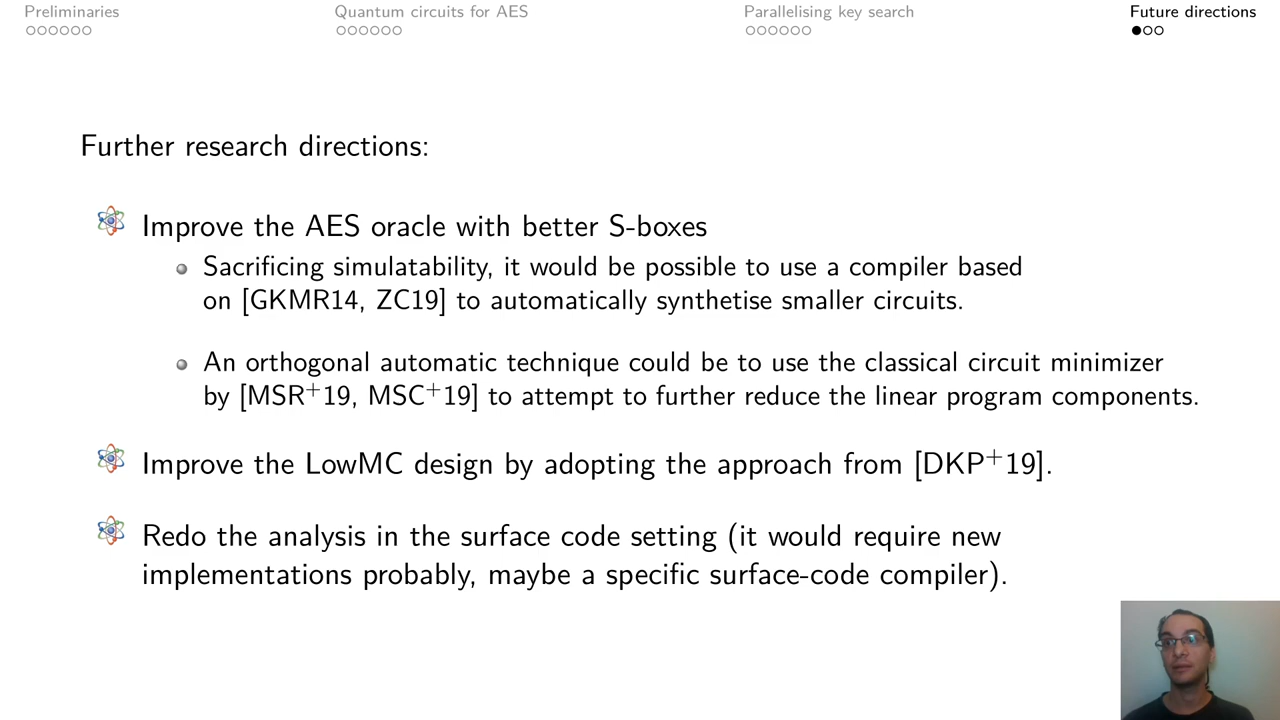 Preliminaries
Quantum circuits for AES
Parallelising key search
Future directions
Further research directions:
Improve the AES oracle with better S-boxes
Sacrificing simulatability, it would be possible to use a compiler based
on [GKMR14, ZC19] to automatically synthetise smaller circuits.
An orthogonal automatic technique could be to use the classical circuit minimizer
by [MSR+19, MSC+19] to attempt to further reduce the linear program components.
Improve the LowMC design by adopting the approach from [DKP+19].
Redo the analysis in the surface code setting (it would require new
implementations probably, maybe a specific surface-code compiler).